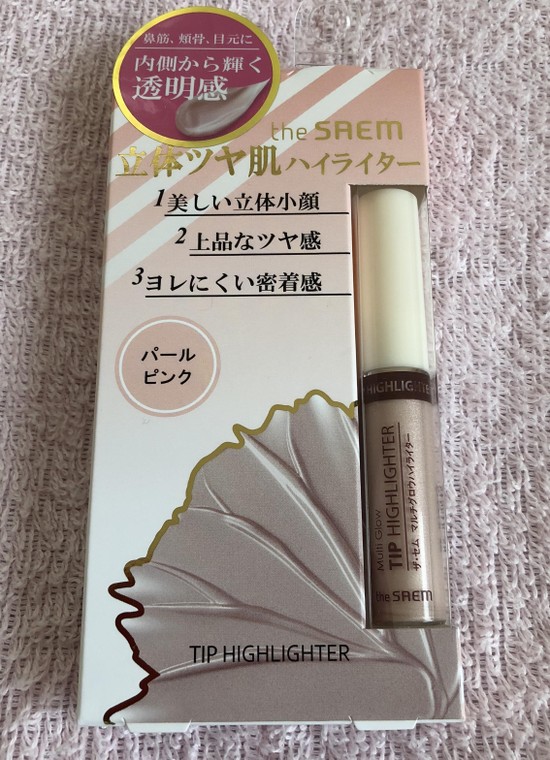 鼻筋、頬骨、目元に
内側から輝く
透明感
the SAEM
立体ツヤ肌ハイライター
1美しい立体小顔
2上品なツヤ感
3ヨレにくい密着感
パール
ピンク
HIGHLIGHTER
Multi Glow
TIP HIGHLIGHTER
ザ・セム マルチグロウハイライター
the SAEM
TIP HIGHLIGHTER